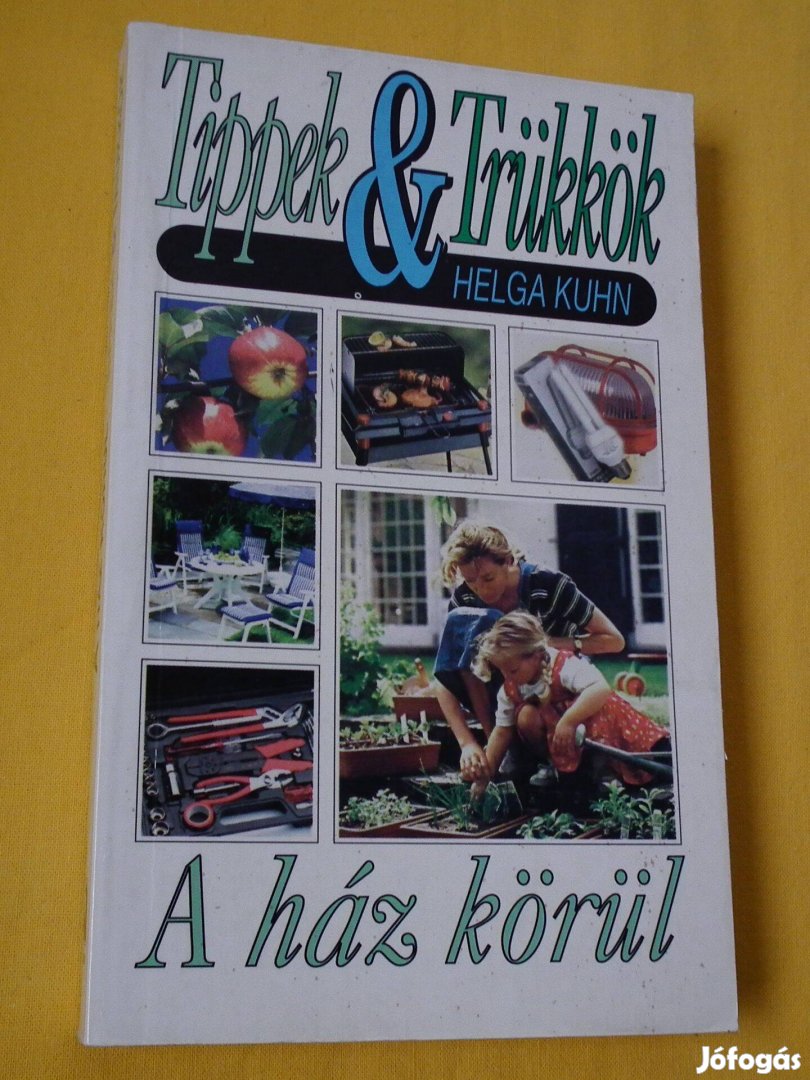 Tippek & Trükkök
HELGA KUHN
A ház körül
Jófogás